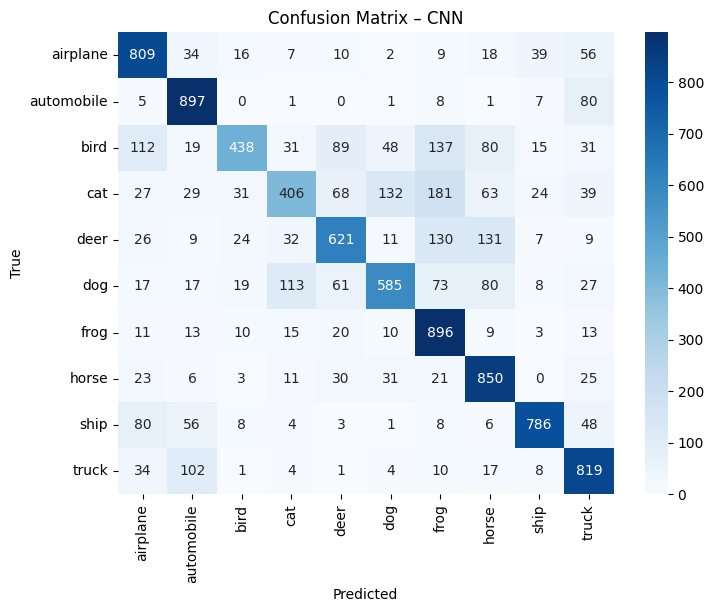 Confusion Matrix – CNN
True
airplane 809 34 16 7 10 2 9 18 39 56
automobile 5 897 0 1 0 1 8 1 7 80
bird 112 19 438 31 89 48 137 80 15 31
cat 27 29 31 406 68 132 181 63 24 39
deer 26 9 24 32 621 11 130 131 7 9
dog 17 17 19 113 61 585 73 80 8 27
frog 11 13 10 15 20 10 896 9 3 13
horse 23 6 3 11 30 31 21 850 0 25
ship 80 56 8 4 3 1 8 6 786 48
truck 34 102 1 4 1 4 10 17 8 819
airplane automobile bird cat deer dog frog horse ship truck
Predicted
800
700
600
500
400
300
200
100
0